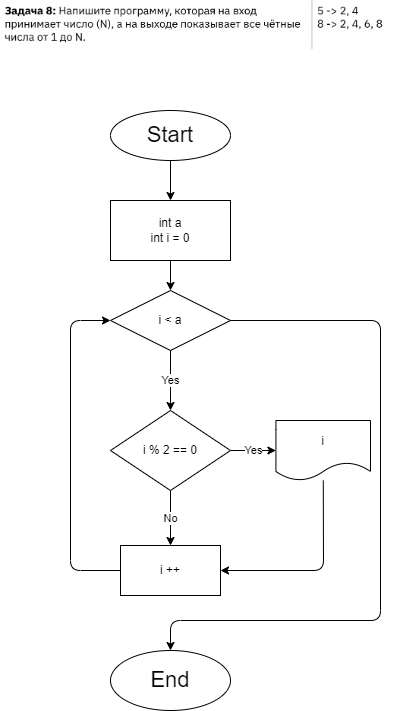 Задача 8: Напишите программу, которая на вход
принимает число (N), а на выходе показывает все чётные
числа от 1 до N.
5 -> 2, 4
8 -> 2, 4, 6, 8
Start
int a
int i = 0
i < a
Yes
i % 2 == 0
Yes
i
No
i ++
End